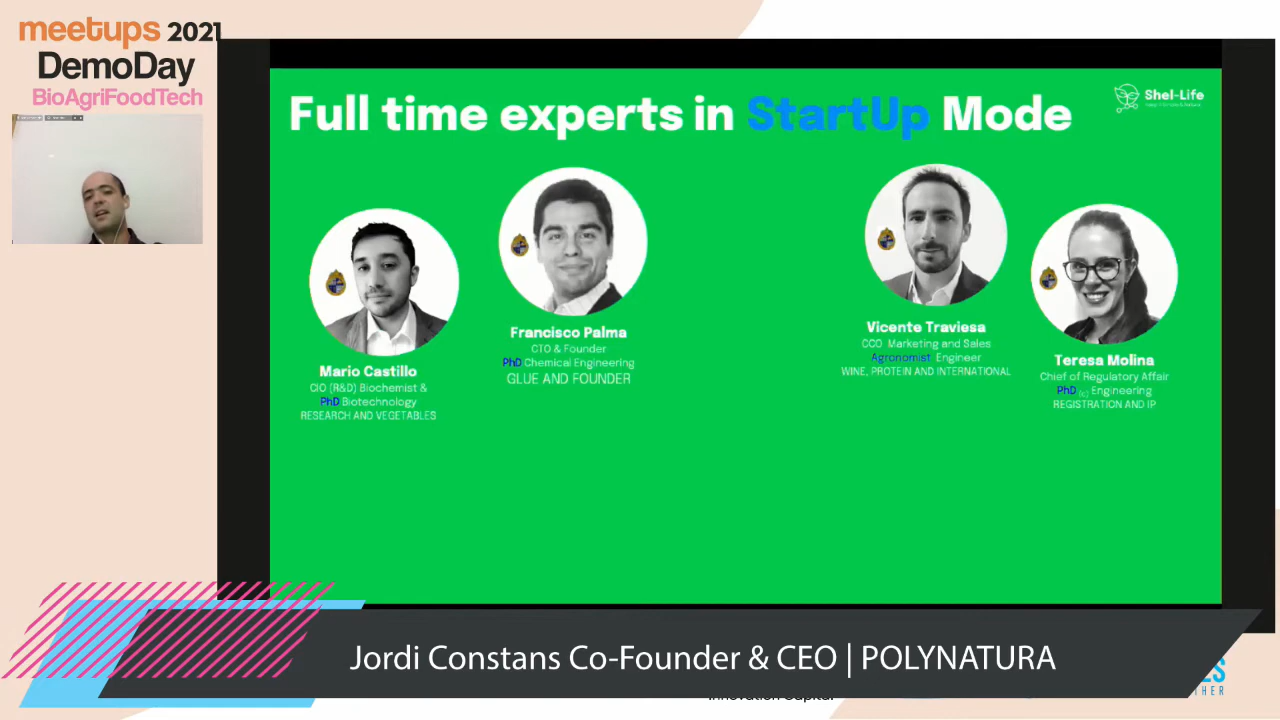 meetups 2021
DemoDay
BioAgriFoodTech
Full time experts in StartUp Mode
Shel-Life
Mario Castillo
CIO (R&D) Biochemist &
PhD Biotechnology
RESEARCH AND VEGETABLES
Francisco Palma
CTO & Founder
PhD Chemical Engineering
GLUE AND FOUNDER
Vicente Traviesa
CCO Marketing and Sales
Agronomist Engineer
WINE, PROTEIN AND INTERNATIONAL
Teresa Molina
Chief of Regulatory Affair
PhD (c) Engineering
REGISTRATION AND IP
Jordi Constans Co-Founder & CEO | POLYNATURA